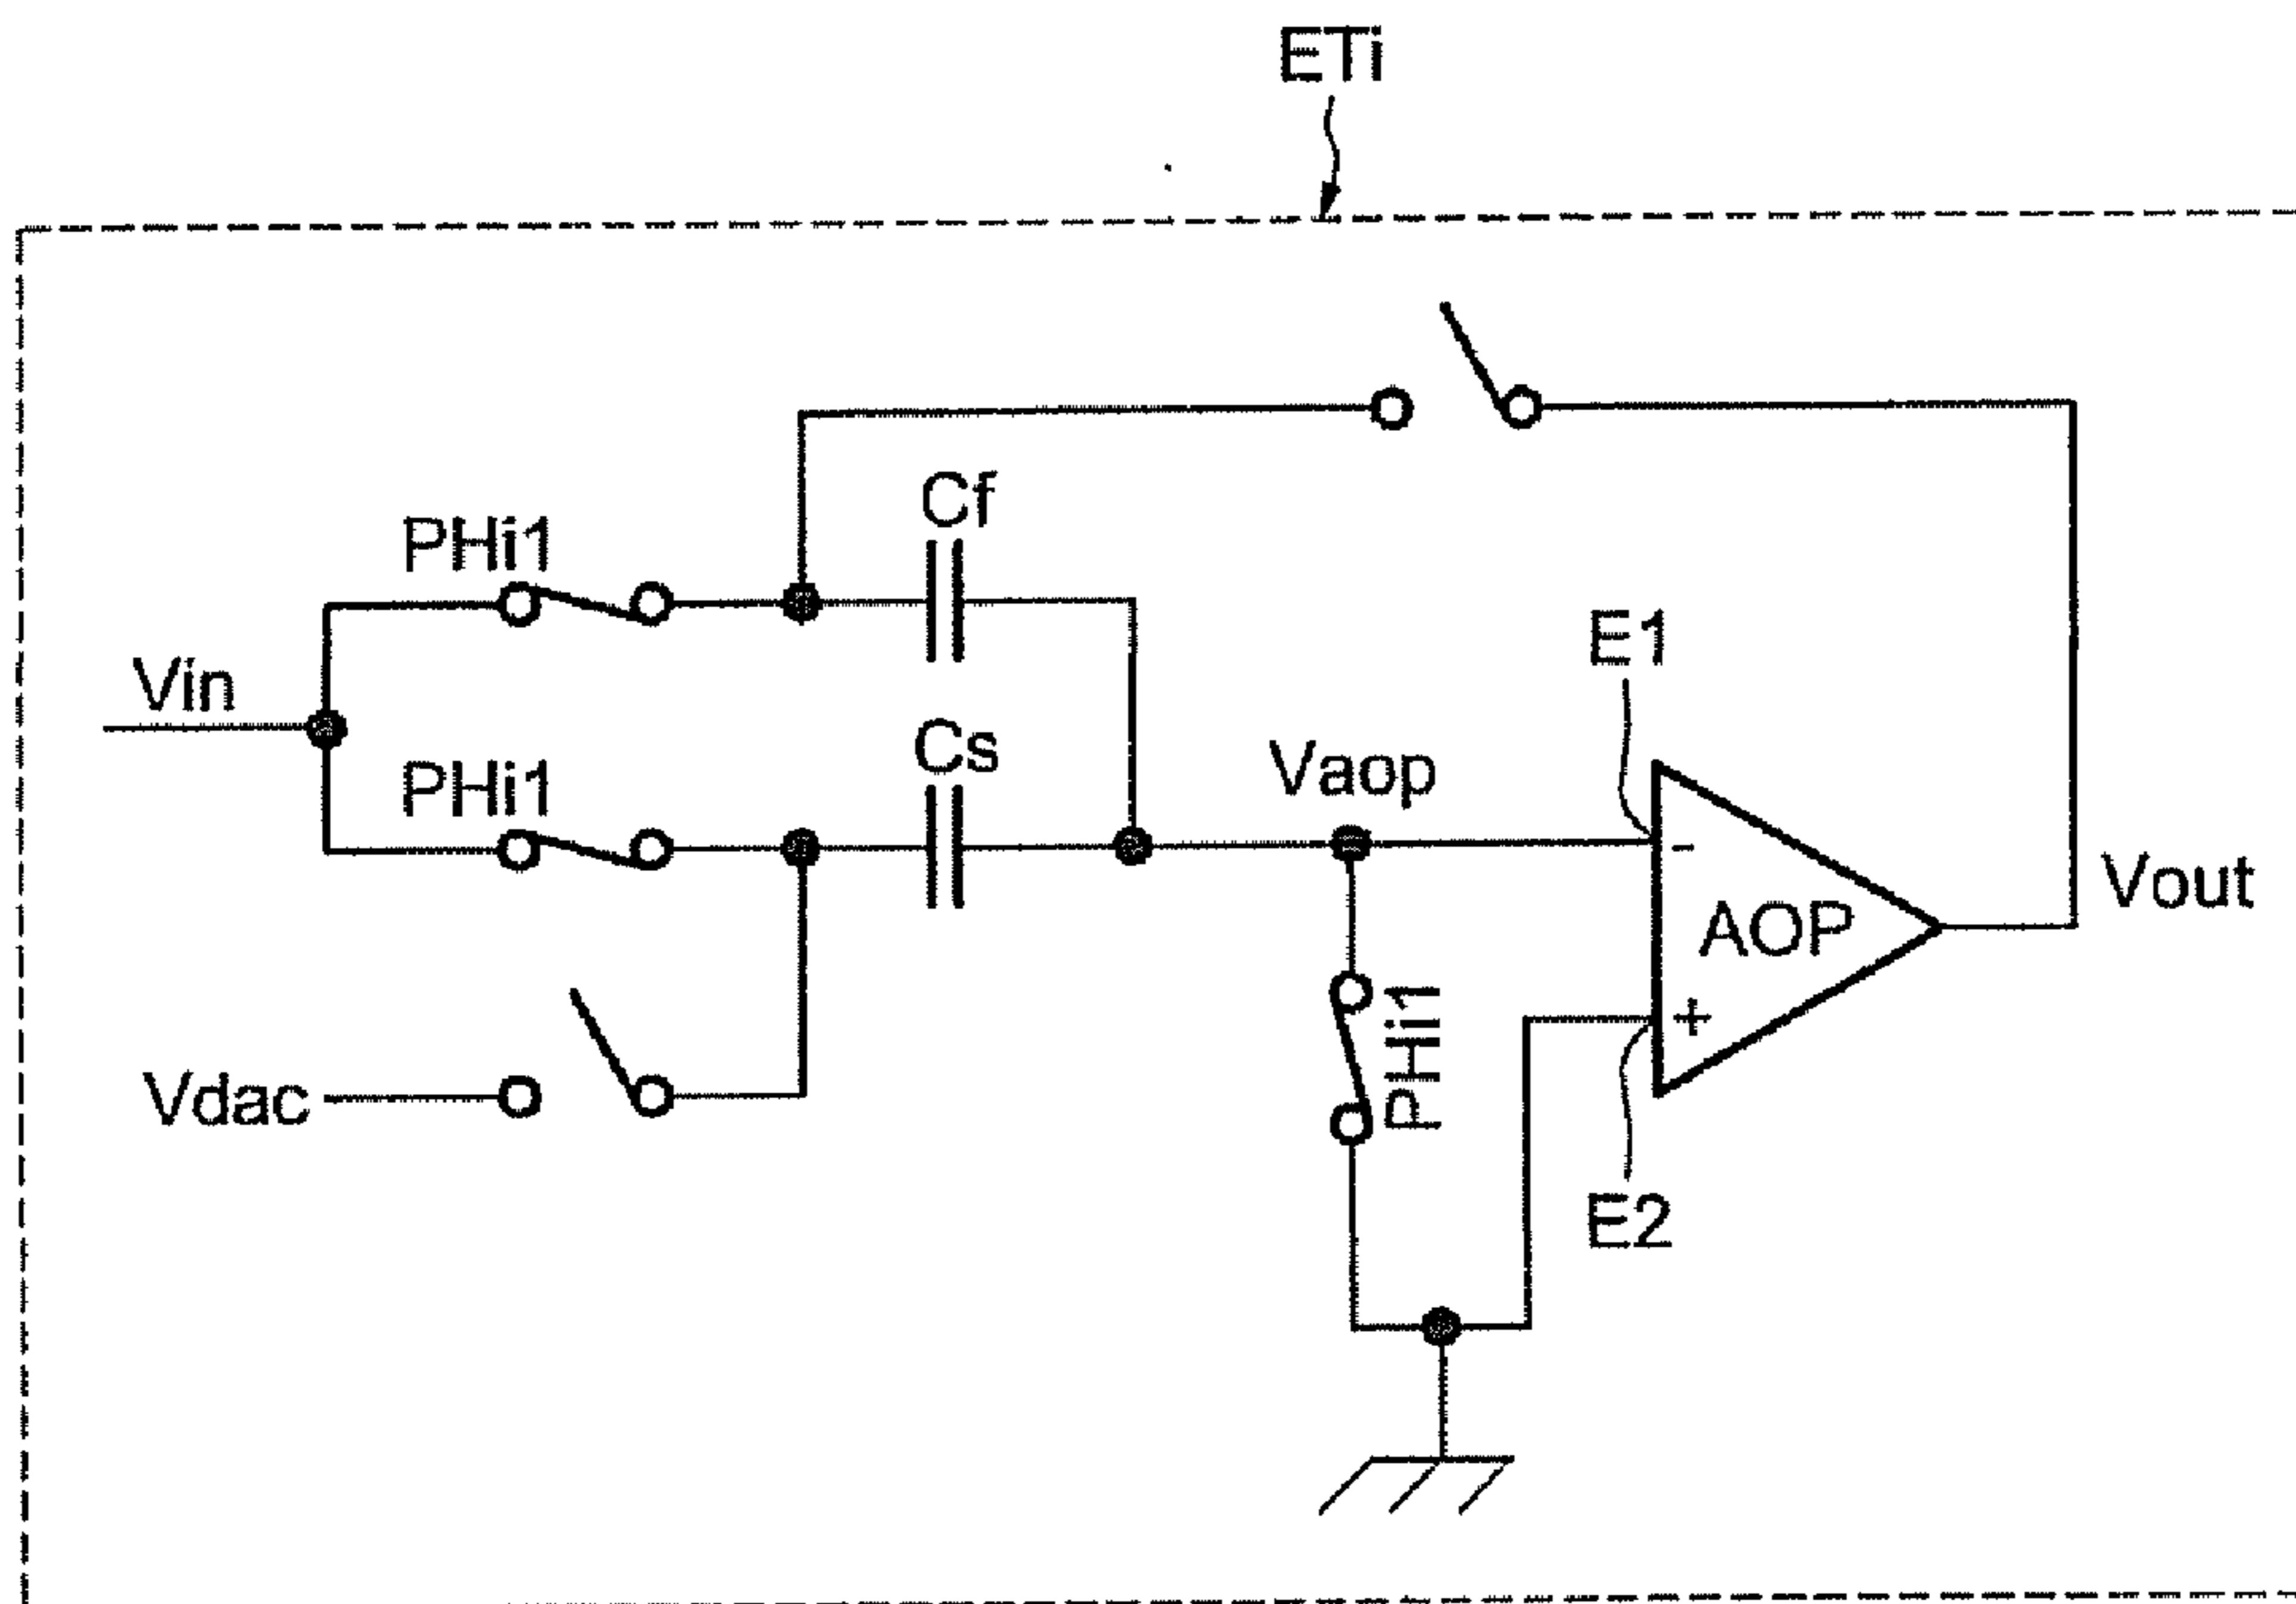 ETi
Cf
PHi1
E1
Vin
Cs
Vaop
PHi1
-
Vout
AOP
PHi1
+
Vdac
E2